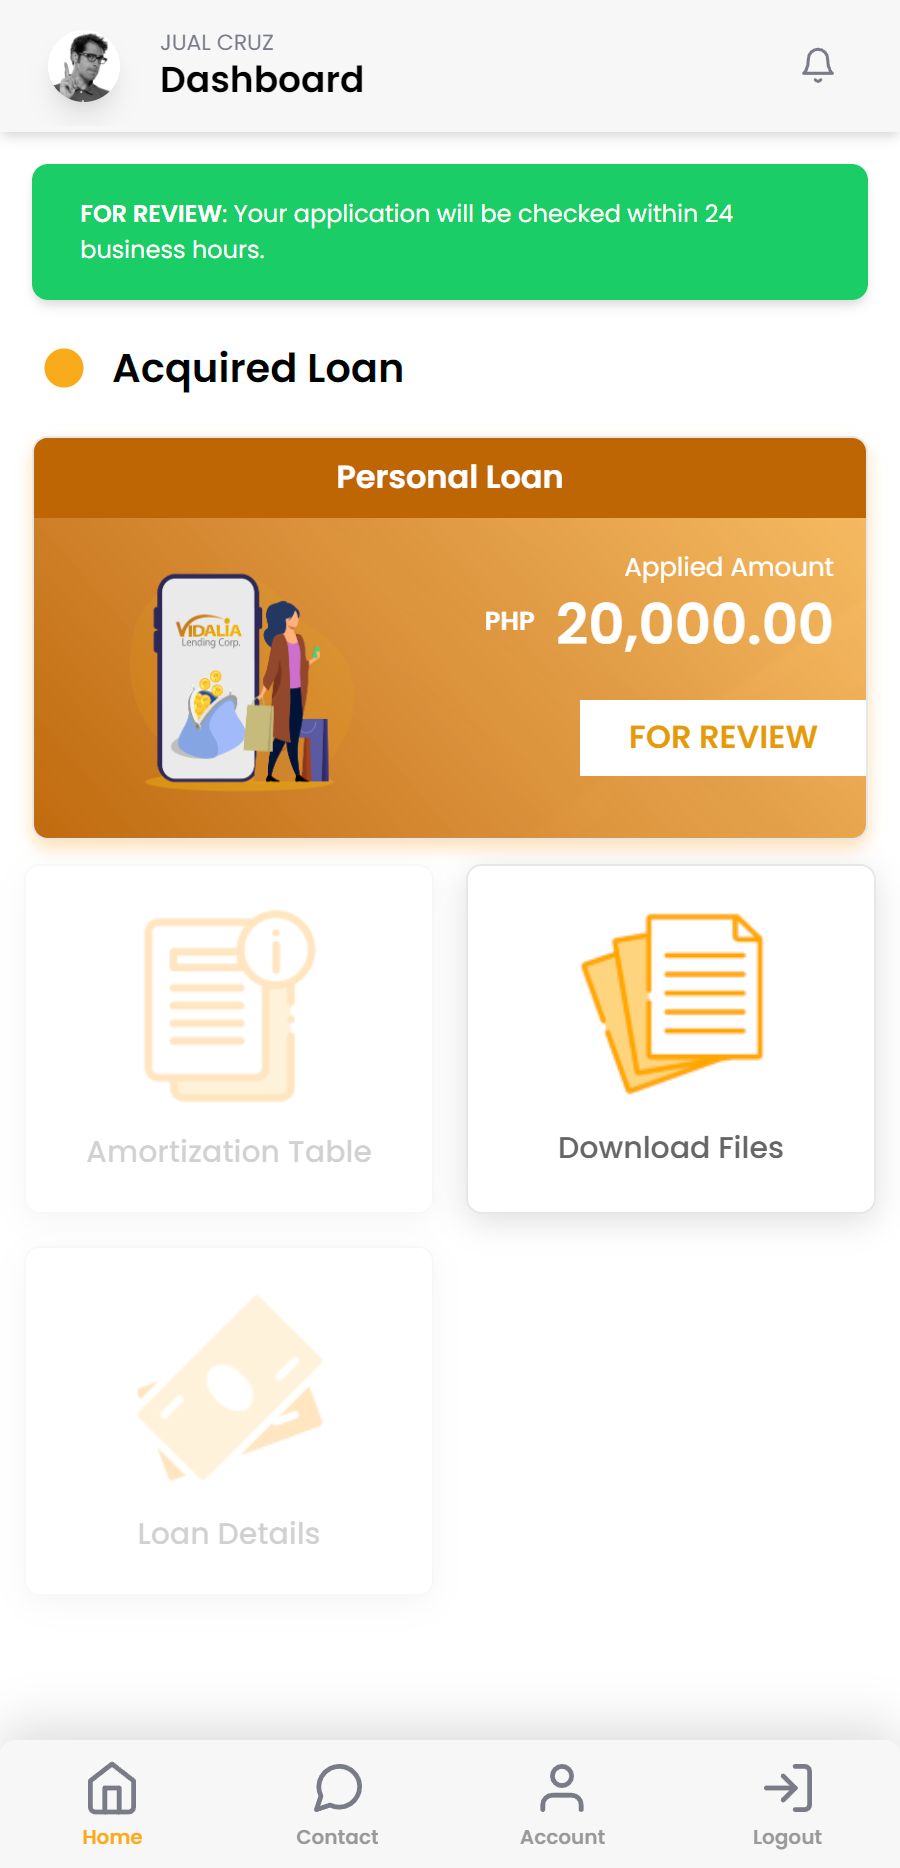 JUAL CRUZ
Dashboard
FOR REVIEW: Your application will be checked within 24
business hours.
Acquired Loan
Personal Loan
VIDALIA
Lending Corp.
Applied Amount
PHP 20,000.00
FOR REVIEW
Amortization Table
Download Files
Loan Details
Home
Contact
Account
Logout